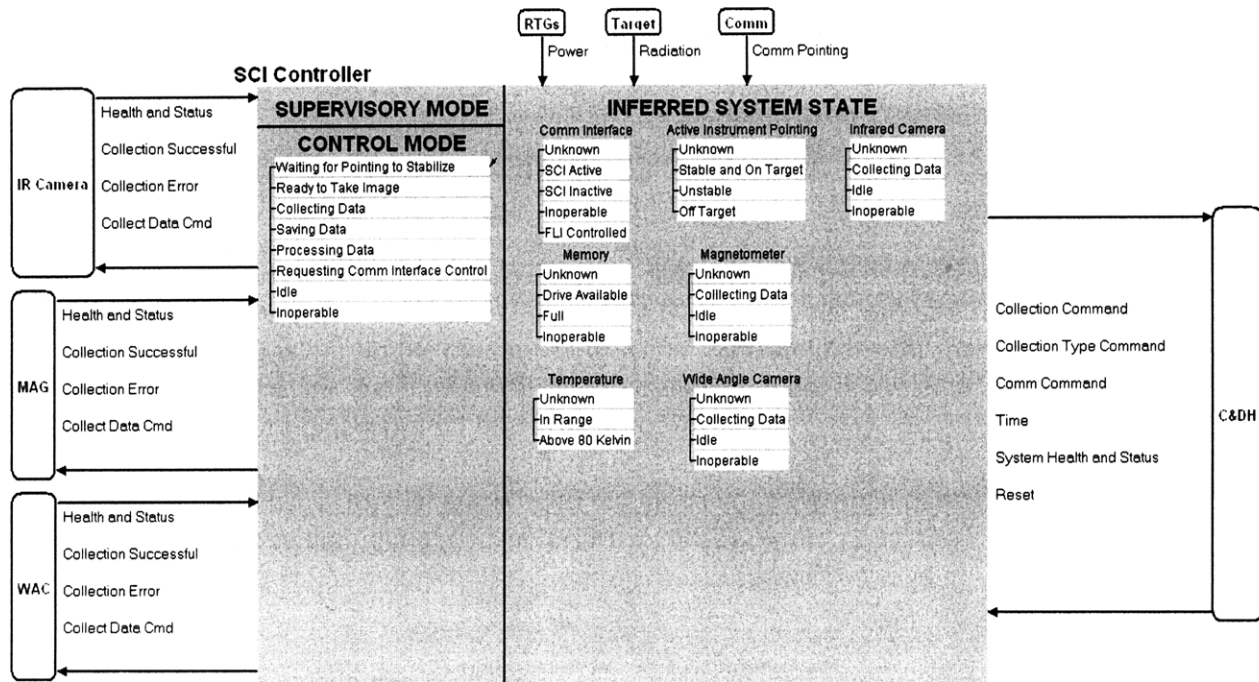 RTGs
Target
Comm
Power
Radiation
Comm Pointing
SCI Controller
IR Camera
Health and Status
Collection Successful
Collection Error
Collect Data Cmd
MAG
Health and Status
Collection Successful
Collection Error
Collect Data Cmd
WAC
Health and Status
Collection Successful
Collection Error
Collect Data Cmd
SUPERVISORY MODE
CONTROL MODE
Waiting for Pointing to Stabilize
Ready to Take Image
Collecting Data
Saving Data
Processing Data
Requesting Comm Interface Control
Idle
Inoperable
INFERRED SYSTEM STATE
Comm Interface
Unknown
SCI Active
SCI Inactive
Inoperable
FLI Controlled
Active Instrument Pointing
Unknown
Stable and On Target
Unstable
Off Target
Infrared Camera
Unknown
Collecting Data
Idle
Inoperable
Memory
Unknown
Drive Available
Full
Inoperable
Magnetometer
Unknown
Colllecting Data
Idle
Inoperable
Temperature
Unknown
In Range
Above 80 Kelvin
Wide Angle Camera
Unknown
Collecting Data
Idle
Inoperable
Collection Command
Collection Type Command
Comm Command
Time
System Health and Status
Reset
C&DH